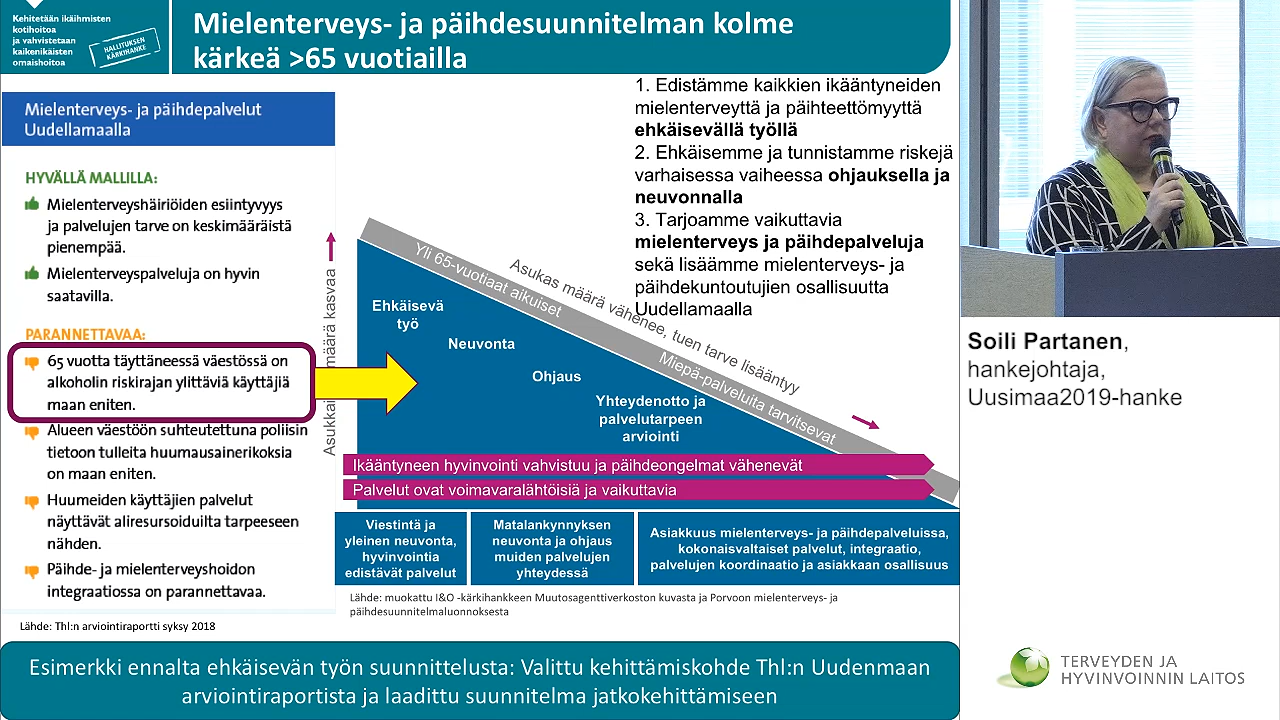 Kehitetään ikäihmisten
kotihoitoa
ja vahvistetaan
kaikenikäisten
omaishoitoa
HALLITUKSEN
KÄRKIHANKE
Mielenterveys- ja päihdesuunnitelman kolme
kärkeä >65 vuotiailla
Mielenterveys- ja päihdepalvelut
Uudellamaalla
HYVÄLLÄ MALLILLA:
Mielenterveyshäiriöiden esiintyvyys
ja palvelujen tarve on keskimääräistä
pienempää.
Mielenterveyspalveluja on hyvin
saatavilla.
PARANNETTAVAA:
65 vuotta täyttäneessä väestössä on
alkoholin riskirajan ylittäviä käyttäjiä
maan eniten.
Alueen väestöön suhteutettuna poliisin
tietoon tulleita huumausainerikoksia
on maan eniten.
Huumeiden käyttäjien palvelut
näyttävät aliresursoiduilta tarpeeseen
nähden.
Päihde- ja mielenterveyshoidon
integraatiossa on parannettavaa.
Lähde: Thl:n arviointiraportti syksy 2018
1. Edistämme kaikkien ikääntyneiden
mielenterveyttä ja päihteettömyyttä
ehkäisevällä työllä
2. Ehkäisemme ja tunnistamme riskejä
varhaisessa vaiheessa ohjauksella ja
neuvonnalla
3. Tarjoamme vaikuttavia
mielenterveys ja päihdepalveluja
sekä lisäämme mielenterveys- ja
päihdekuntoutujien osallisuutta
Uudellamaalla
määrä kasvaa
Yli 65-vuotiaat aikuiset
Asukas määrä vähenee, tuen tarve lisääntyy
Miepä-palveluita tarvitsevat
Ehkäisevä
työ
Neuvonta
Ohjaus
Yhteydenotto ja
palvelutarpeen
arviointi
Ikääntyneen hyvinvointi vahvistuu ja päihdeongelmat vähenevät
Palvelut ovat voimavaralähtöisiä ja vaikuttavia
Viestintä ja
yleinen neuvonta,
hyvinvointia
edistävät palvelut
Matalankynnyksen
neuvonta ja ohjaus
muiden palvelujen
yhteydessä
Asiakkuus mielenterveys- ja päihdepalveluissa,
kokonaisvaltaiset palvelut, integraatio,
palvelujen koordinaatio ja asiakkaan osallisuus
Lähde: muokattu I&O -kärkihankkeen Muutosagenttiverkoston kuvasta ja Porvoon mielenterveys- ja
päihdesuunnitelmaluonnoksesta
Esimerkki ennalta ehkäisevän työn suunnittelusta: Valittu kehittämiskohde Thl:n Uudenmaan
arviointiraportista ja laadittu suunnitelma jatkokehittämiseen
Soili Partanen,
hankejohtaja,
Uusimaa2019-hanke
TERVEYDEN JA
HYVINVOINNIN LAITOS